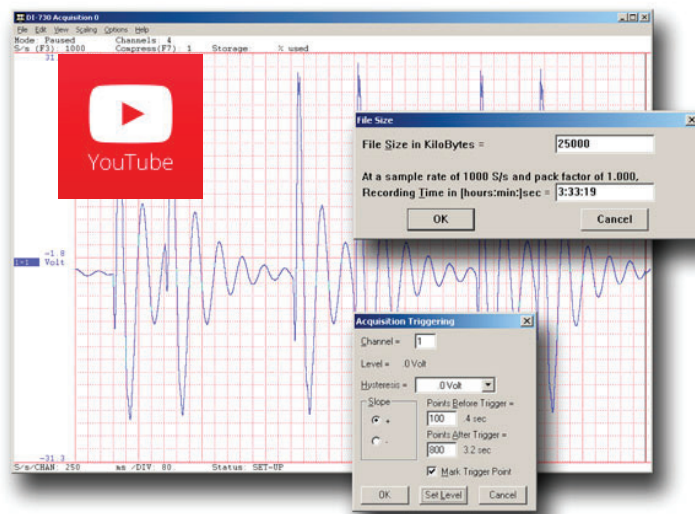 DI-730 Acquisition 0
File Edit View Scaling Options Help
Mode: Paused Channels: 4
S/s (F3): 1000 Compress(F7): 1 Storage: % used
31.
YouTube
-1.8
1=1 Volt
-31.3
S/s/CHAN: 250 ms /DIV: 80. Status: SET-UP
File Size
File Size in KiloBytes = 25000
At a sample rate of 1000 S/s and pack factor of 1.000,
Recording Time in [hours:min:]sec = 3:33:19
OK Cancel
Acquisition Triggering
Channel = 1
Level = .0 Volt
Hysteresis = .0 Volt
Slope
+
-
Points Before Trigger =
100 .4 sec
Points After Trigger =
800 3.2 sec
Mark Trigger Point
OK Set Level Cancel